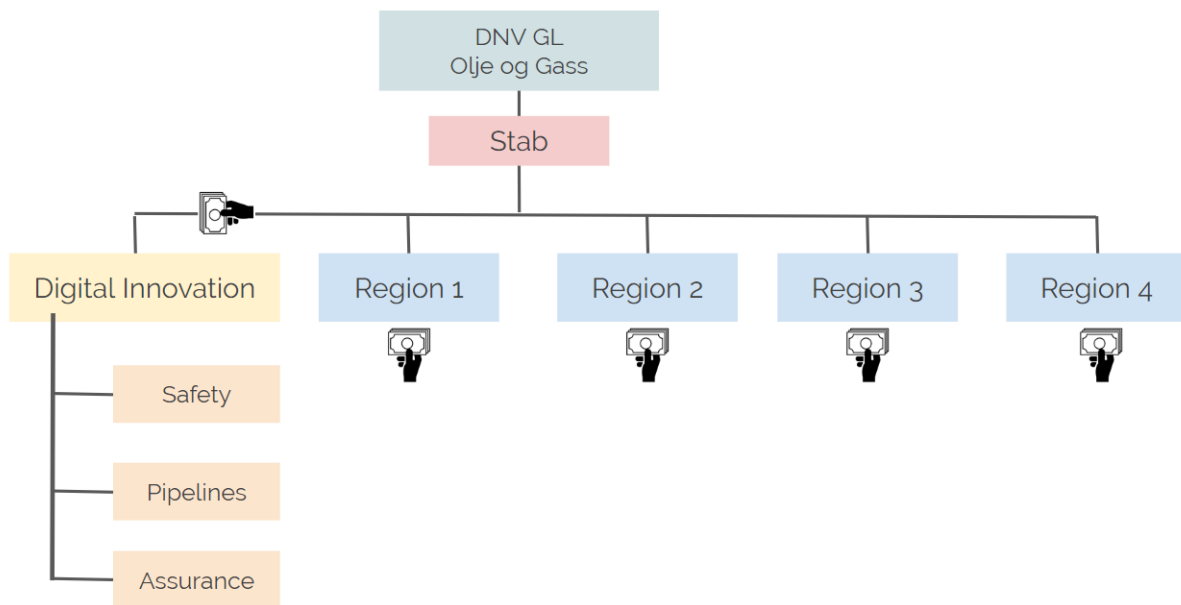 DNV GL
Olje og Gass
Stab
Digital Innovation
Region 1
Region 2
Region 3
Region 4
Safety
Pipelines
Assurance